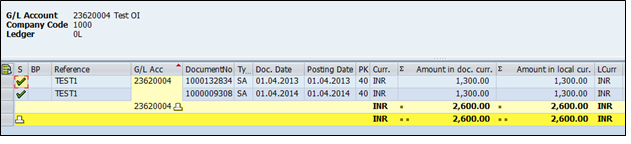 G/L Account 23620004 Test OI
Company Code 1000
Ledger 0L
S BP Reference G/L Acc DocumentNo Ty... Doc. Date Posting Date PK Curr. Σ Amount in doc. curr. Σ Amount in local cur. LCurr
TEST1 1000132834 SA 01.04.2013 01.04.2013 40 INR 1,300.00 1,300.00 INR
TEST1 1000009308 SA 01.04.2014 01.04.2014 40 INR 1,300.00 1,300.00 INR
23620004 INR 2,600.00 2,600.00 INR
INR 2,600.00 2,600.00 INR